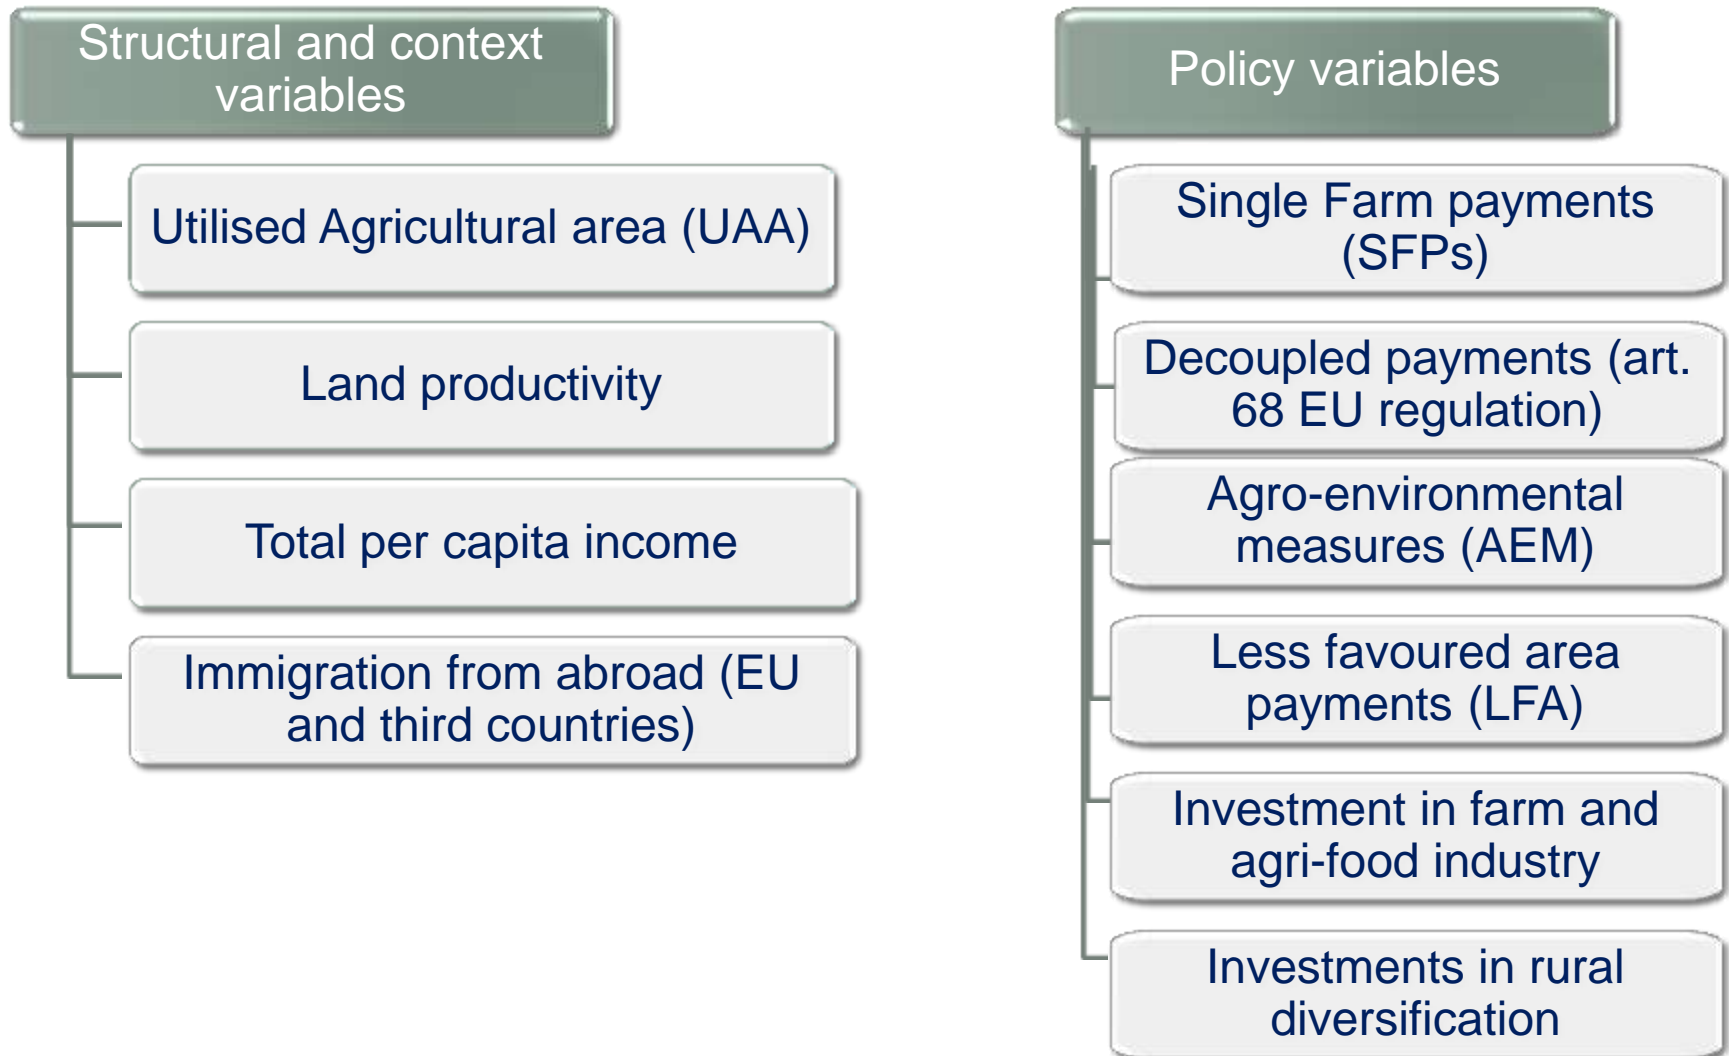 Structural and context
variables
Utilised Agricultural area (UAA)
Land productivity
Total per capita income
Immigration from abroad (EU
and third countries)
Policy variables
Single Farm payments
(SFPs)
Decoupled payments (art.
68 EU regulation)
Agro-environmental
measures (AEM)
Less favoured area
payments (LFA)
Investment in farm and
agri-food industry
Investments in rural
diversification